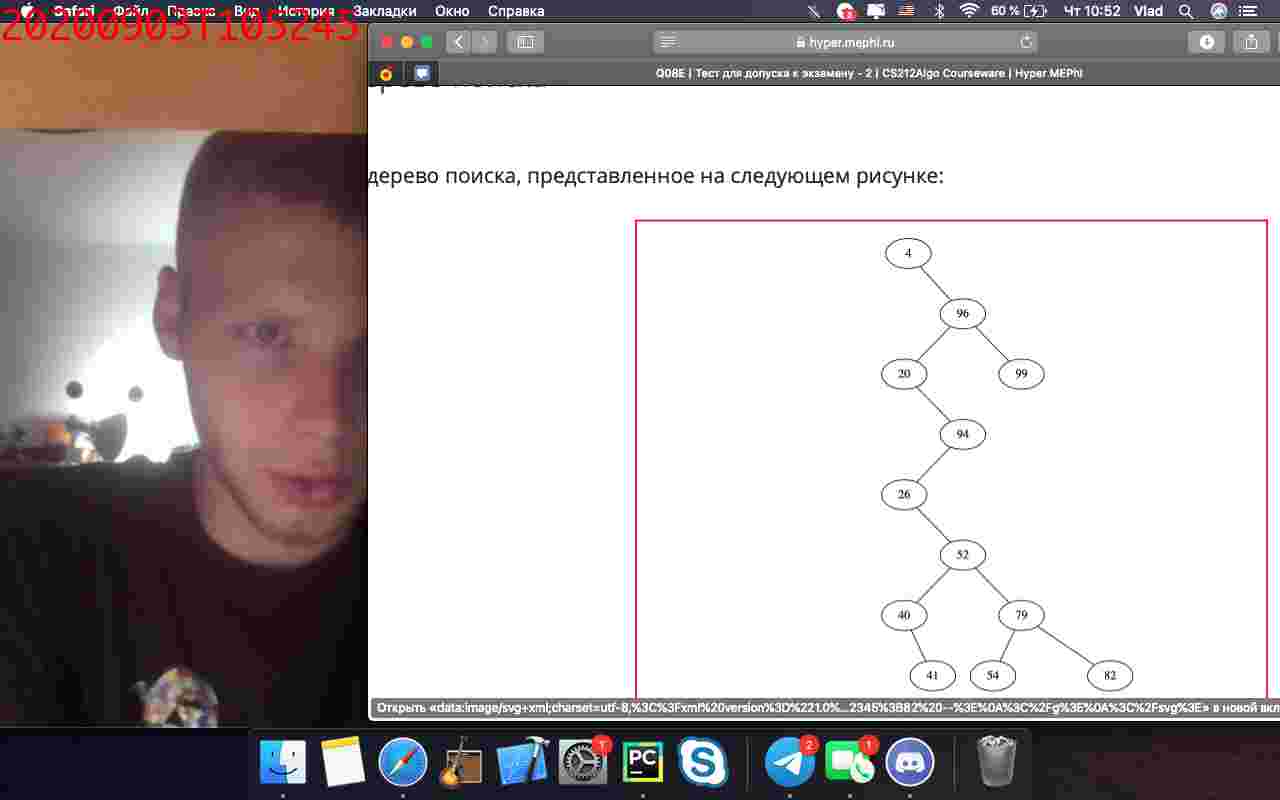 Safari Файл Правка Вид История Закладки Окно Справка 60 % Чт 10:52 Vlad
20200903T105245
hyper.mephi.ru
Q08E | Тест для допуска к экзамену - 2 | CS212Algo Courseware | Hyper.MEPhI
дерево поиска, представленное на следующем рисунке:
4
96
20 99
94
26
52
40 79
41 54 82
Открыть «data:image/svg+xml;charset=utf-8,%3C%3Fxml%20version%3D%221.0%...2345%3B82%20--%3E%0A%3C%2Fg%3E%0A%3C%2Fsvg%3E» в новой вкл
1 PC 2 1